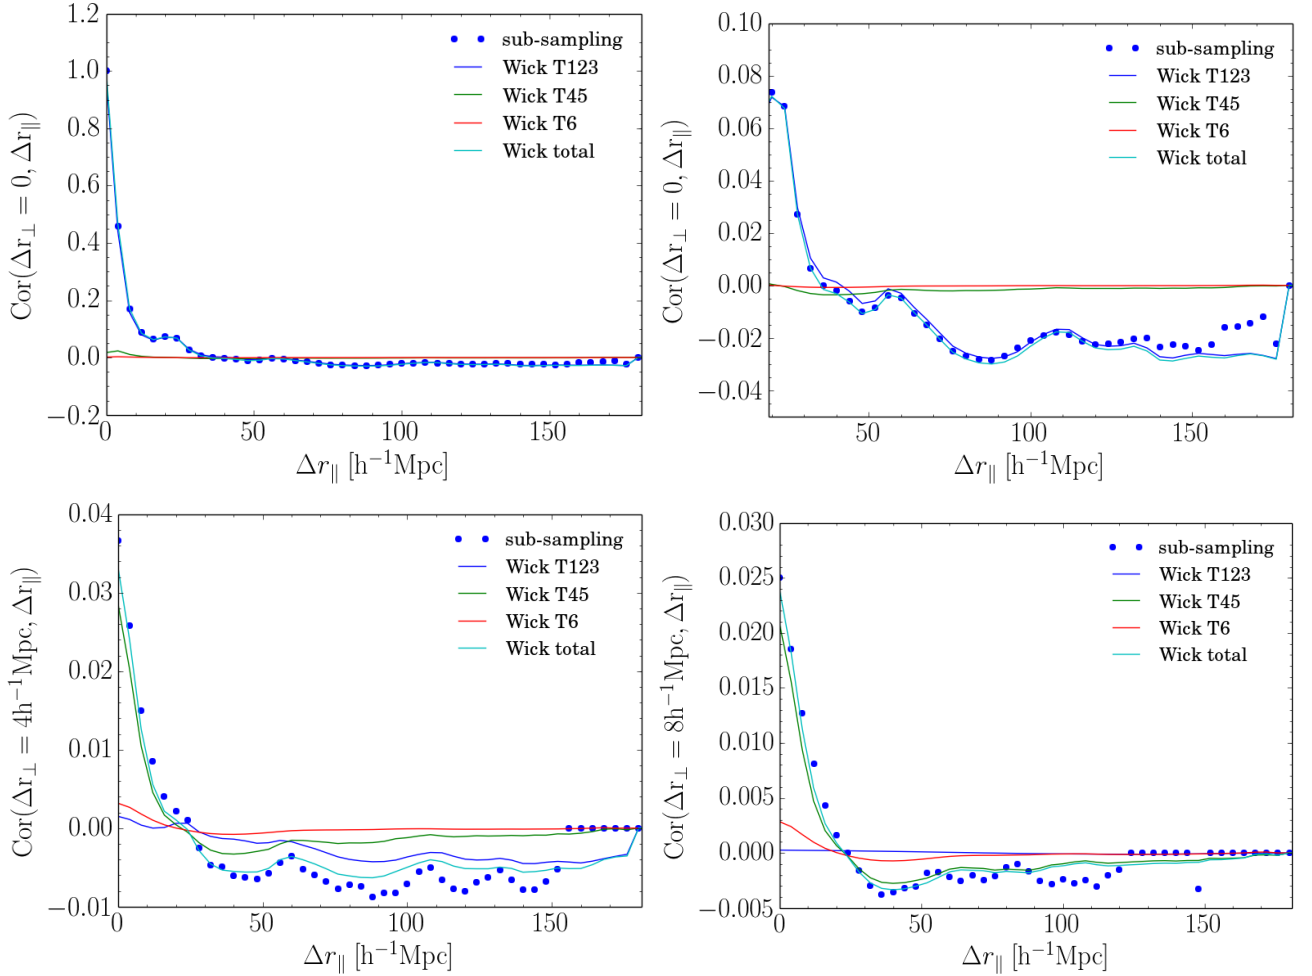 1.2
1.0
0.8
0.6
0.4
0.2
0.0
−0.2
Cor(Δr⊥ = 0, Δr∥)
sub-sampling
Wick T123
Wick T45
Wick T6
Wick total
0 50 100 150
Δr∥ [h⁻¹Mpc]
0.10
0.08
0.06
0.04
0.02
0.00
−0.02
−0.04
Cor(Δr⊥ = 0, Δr∥)
sub-sampling
Wick T123
Wick T45
Wick T6
Wick total
50 100 150
Δr∥ [h⁻¹Mpc]
0.04
0.03
0.02
0.01
0.00
−0.01
Cor(Δr⊥ = 4h⁻¹Mpc, Δr∥)
sub-sampling
Wick T123
Wick T45
Wick T6
Wick total
0 50 100 150
Δr∥ [h⁻¹Mpc]
0.030
0.025
0.020
0.015
0.010
0.005
0.000
−0.005
Cor(Δr⊥ = 8h⁻¹Mpc, Δr∥)
sub-sampling
Wick T123
Wick T45
Wick T6
Wick total
0 50 100 150
Δr∥ [h⁻¹Mpc]